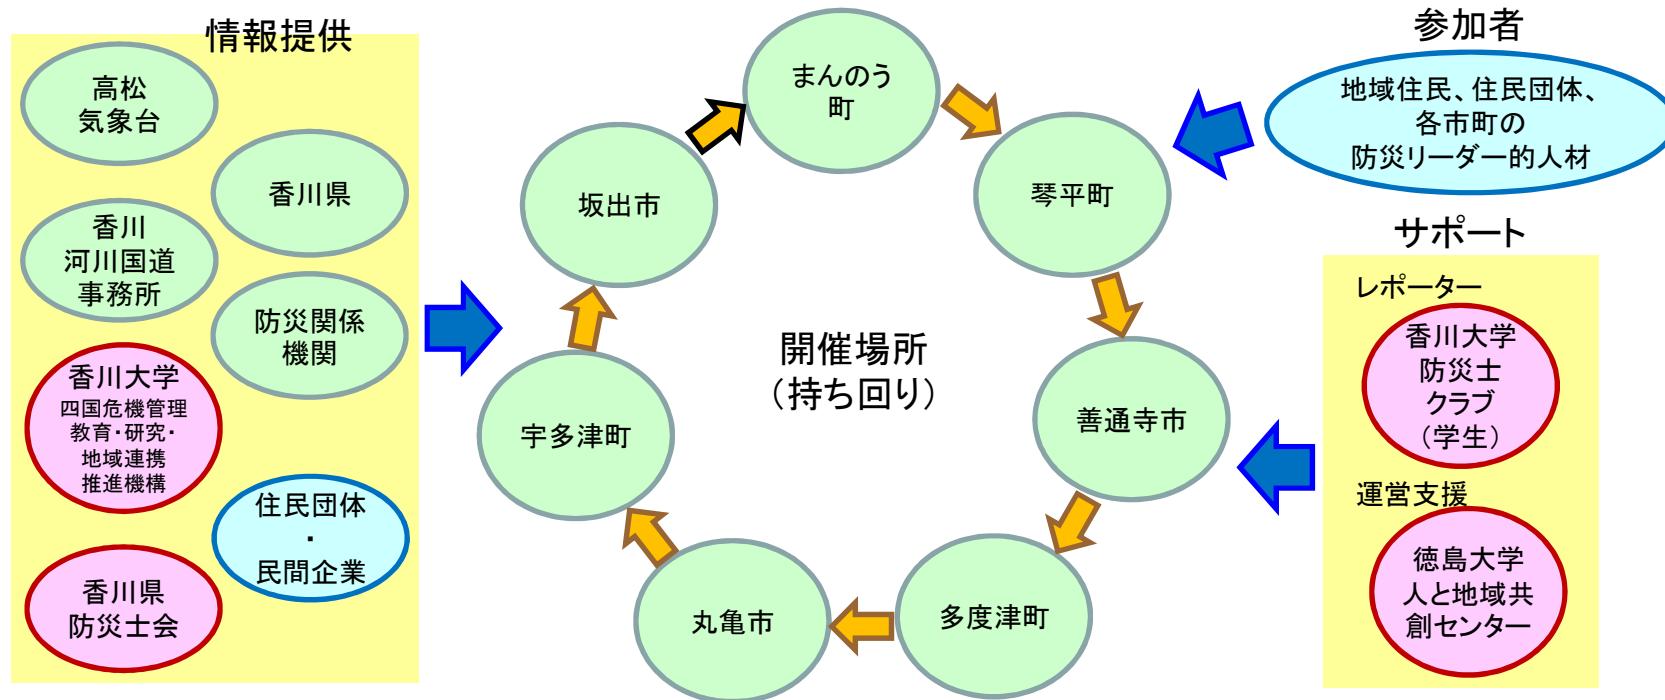 情報提供
高松
気象台
香川県
香川
河川国道
事務所
防災関係
機関
香川大学
四国危機管理
教育・研究・
地域連携
推進機構
住民団体
・
民間企業
香川県
防災士会
まんのう
町
琴平町
善通寺市
多度津町
丸亀市
宇多津町
坂出市
開催場所
（持ち回り）
参加者
地域住民、住民団体、
各市町の
防災リーダー的人材
サポート
レポーター
香川大学
防災士
クラブ
（学生）
運営支援
徳島大学
人と地域共
創センター